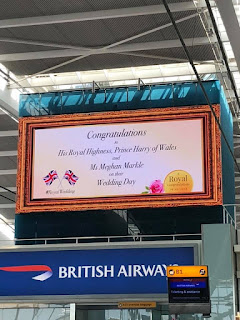 Congratulations
to
His Royal Highness, Prince Harry of Wales
and
Ms Meghan Markle
on their
Wedding Day
#RoyalWedding
Royal
BRITISH AIRWAYS